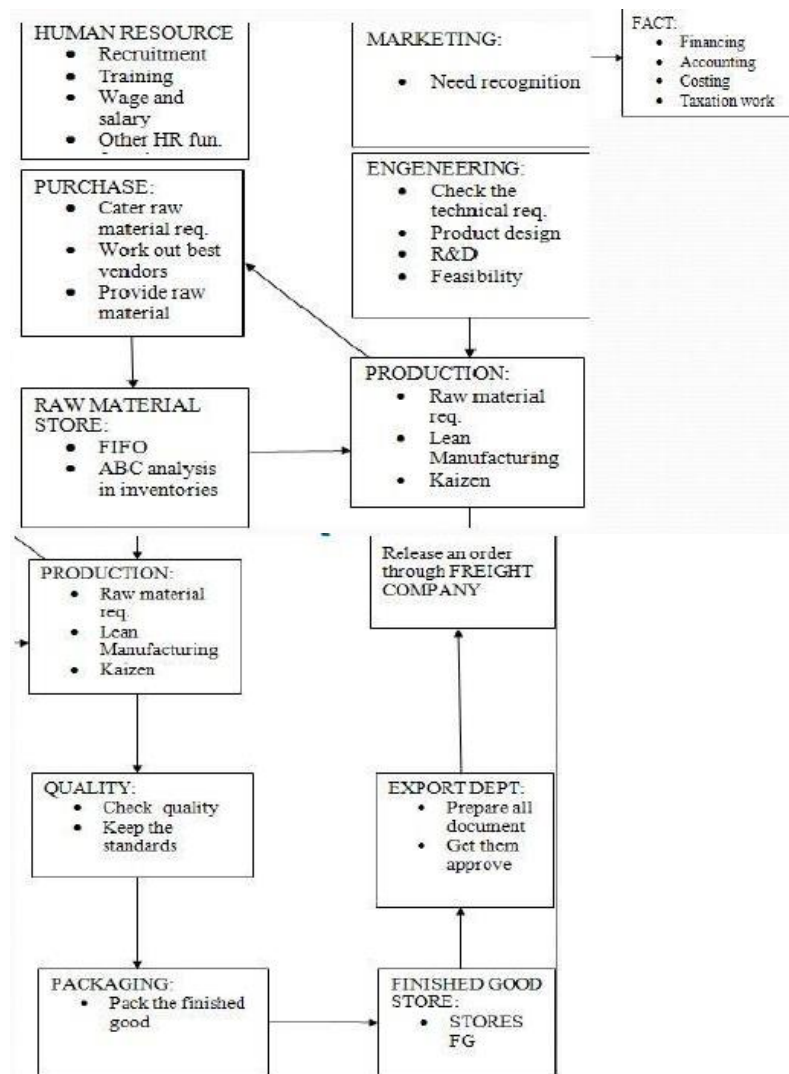 HUMAN RESOURCE
• Recruitment
• Training
• Wage and
salary
• Other HR fun.
MARKETING:
• Need recognition
FACT:
• Financing
• Accounting
• Costing
• Taxation work
PURCHASE:
• Cater raw
material req.
• Work out best
vendors
• Provide raw
material
ENGENEERING:
• Check the
technical req.
• Product design
• R&D
• Feasibility
RAW MATERIAL
STORE:
• FIFO
• ABC analysis
in inventories
PRODUCTION:
• Raw material
req.
• Lean
Manufacturing
• Kaizen
PRODUCTION:
• Raw material
req.
• Lean
Manufacturing
• Kaizen
Release an order
through FREIGHT
COMPANY
QUALITY:
• Check quality
• Keep the
standards
EXPORT DEPT:
• Prepare all
document
• Get them
approve
PACKAGING:
• Pack the finished
good
FINISHED GOOD
STORE:
• STORES
FG